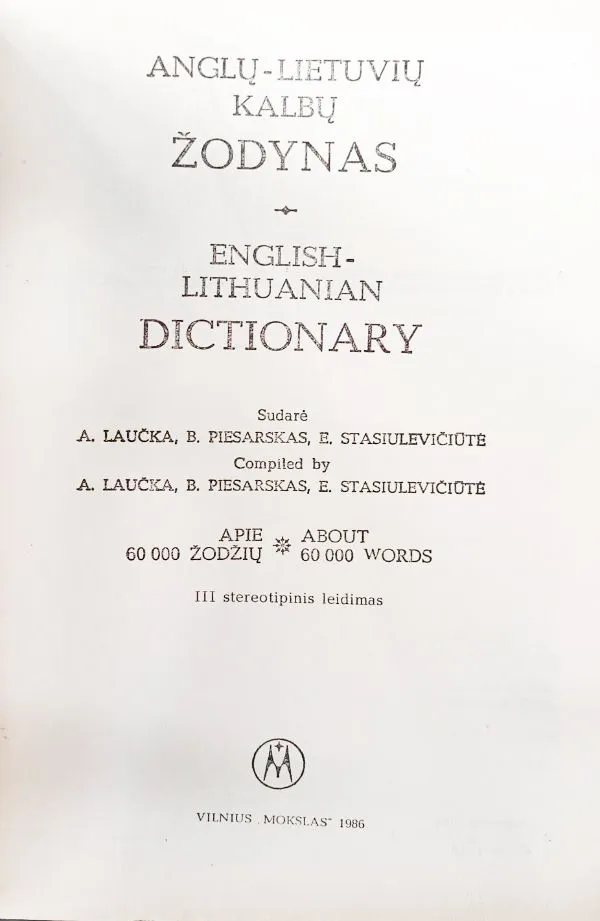 ANGLŲ-LIETUVIŲ
KALBŲ
ŽODYNAS
ENGLISH-
LITHUANIAN
DICTIONARY
Sudarė
A. LAUČKA, B. PIESARSKAS, E. STASIULEVIČIŪTĖ
Compiled by
A. LAUČKA, B. PIESARSKAS, E. STASIULEVIČIŪTĖ
APIE ABOUT
60 000 ŽODŽIŲ 60 000 WORDS
III stereotipinis leidimas
VILNIUS „MOKSLAS“ 1986